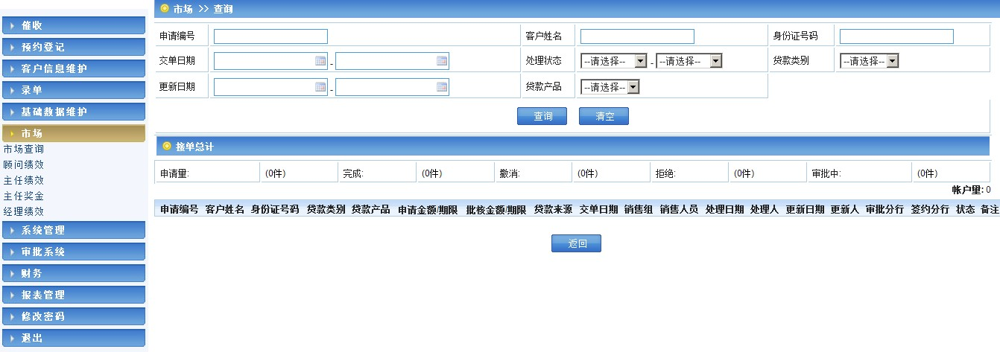 催收
预约登记
客户信息维护
录单
基础数据维护
市场
市场查询
顾问绩效
主任绩效
主任奖金
经理绩效
系统管理
审批系统
财务
报表管理
修改密码
退出
市场 >> 查询
申请编号 客户姓名 身份证号码
交单日期 - 处理状态 --请选择-- - --请选择-- 贷款类别 --请选择--
更新日期 - 贷款产品 --请选择--
查询 清空
接单总计
申请量: (0件) 完成: (0件) 撤消: (0件) 拒绝: (0件) 审批中: (0件)
帐户量: 0
申请编号 客户姓名 身份证号码 贷款类别 贷款产品 申请金额/期限 批核金额/期限 贷款来源 交单日期 销售组 销售人员 处理日期 处理人 更新日期 更新人 审批分行 签约分行 状态 备注
返回